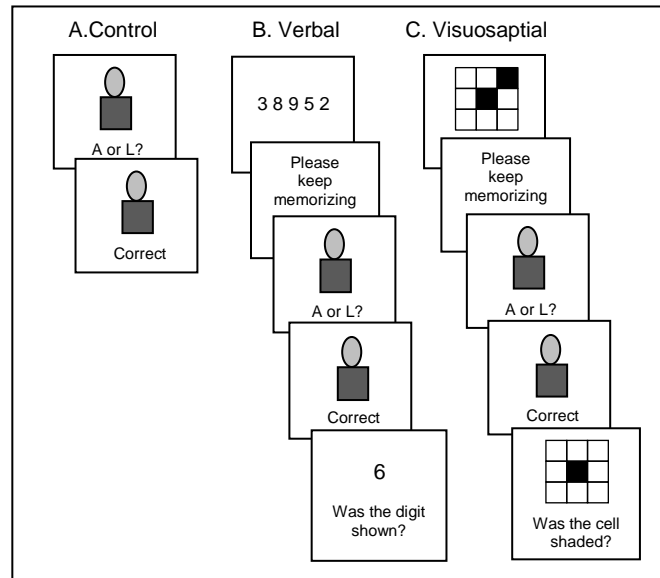 A.Control
A or L?
Correct
B. Verbal
3 8 9 5 2
Please
keep
memorizing
A or L?
Correct
6
Was the digit
shown?
C. Visuosaptial
Please
keep
memorizing
A or L?
Correct
Was the cell
shaded?